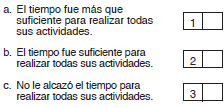 a. El tiempo fue más que
suficiente para realizar todas
sus actividades. 1
b. El tiempo fue suficiente para
realizar todas sus actividades. 2
c. No le alcazó el tiempo para
realizar todas sus actividades. 3